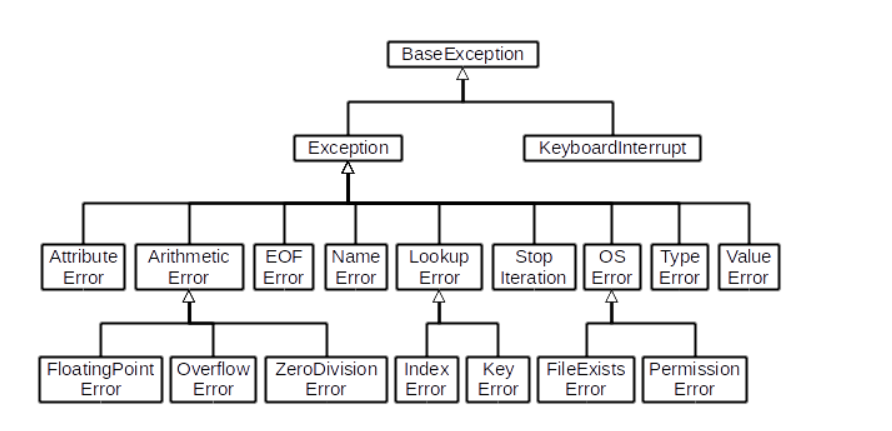 BaseException
Exception
KeyboardInterrupt
Attribute
Error
Arithmetic
Error
EOF
Error
Name
Error
Lookup
Error
Stop
Iteration
OS
Error
Type
Error
Value
Error
FloatingPoint
Error
Overflow
Error
ZeroDivision
Error
Index
Error
Key
Error
FileExists
Error
Permission
Error